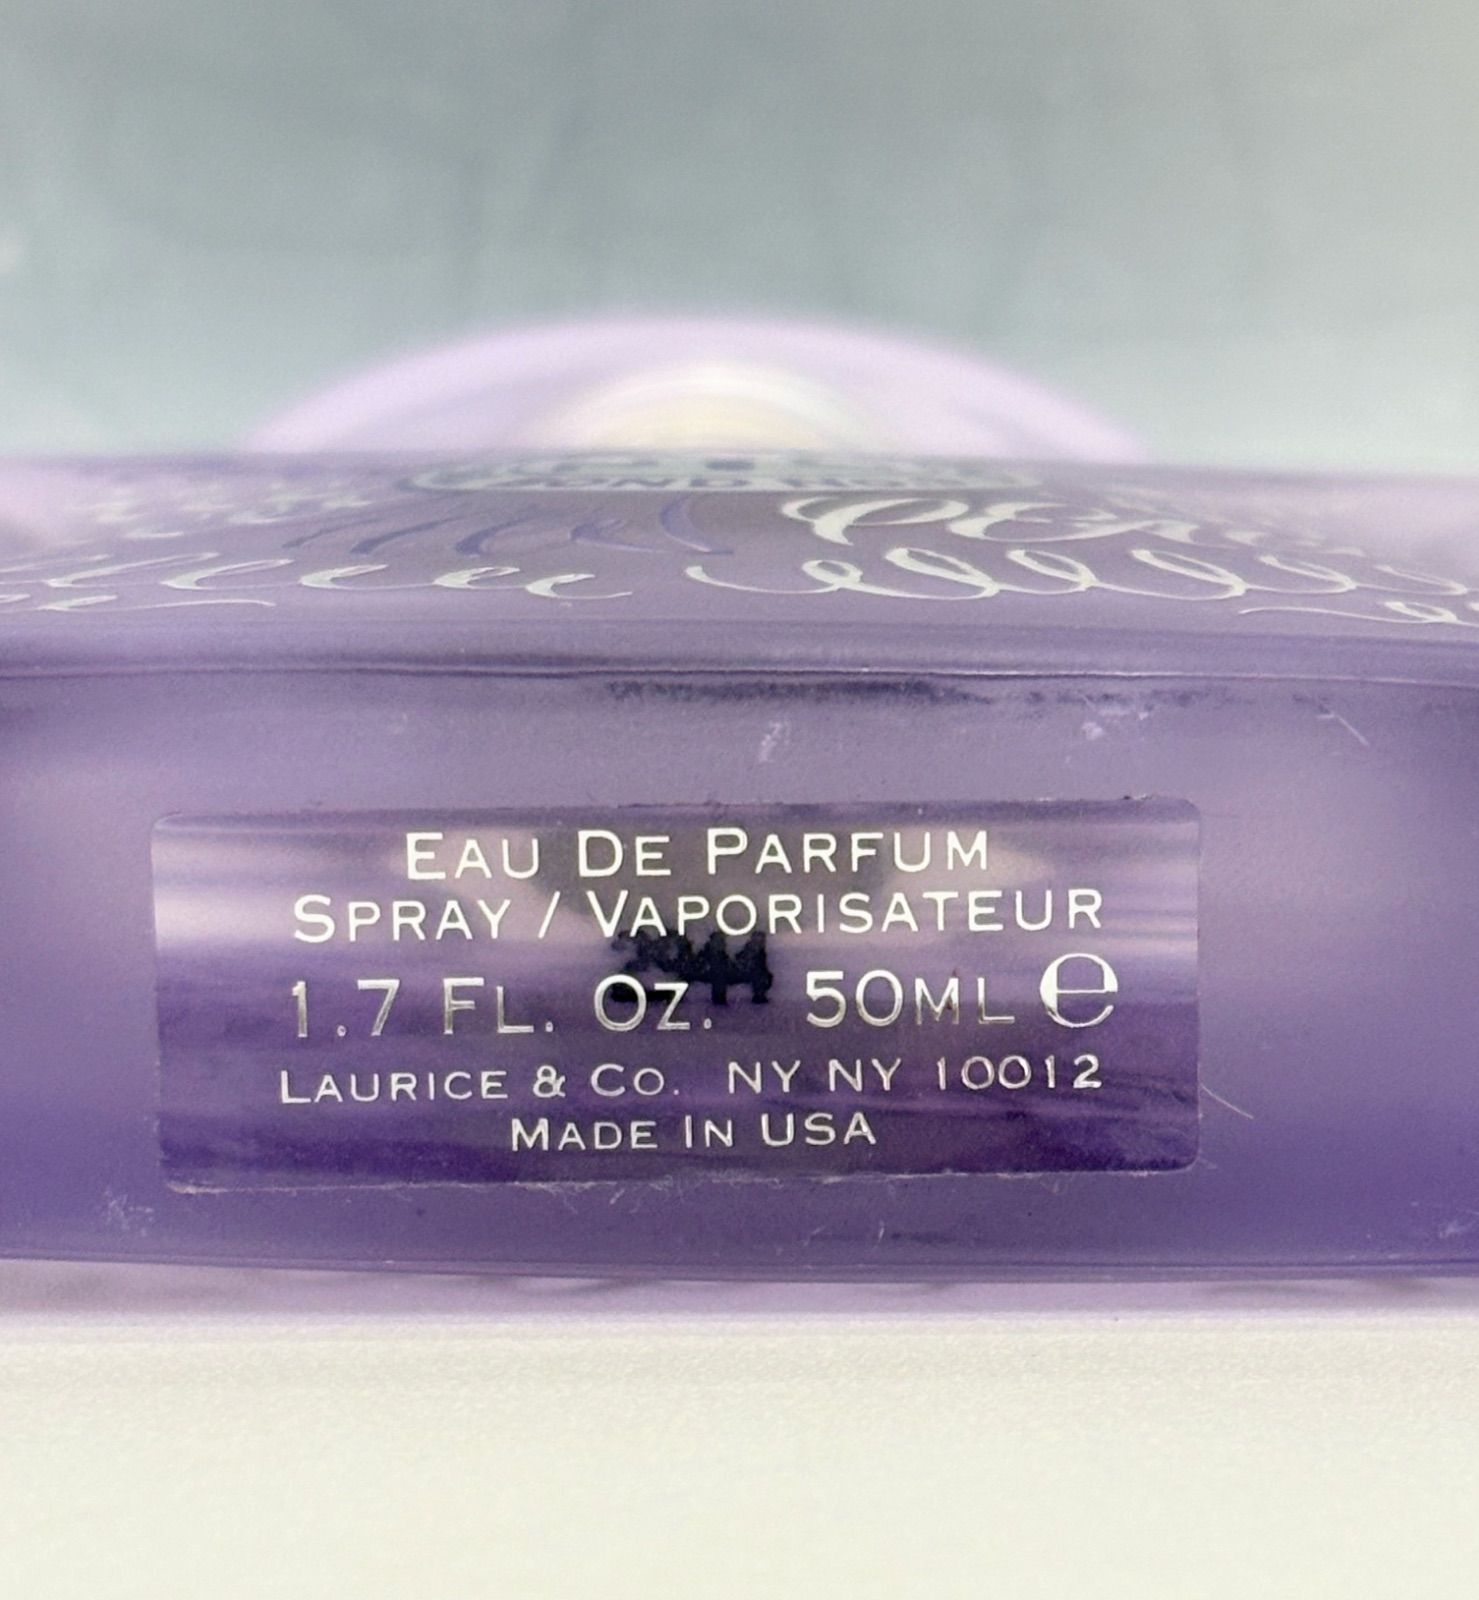 EAU DE PARFUM
SPRAY / VAPORISATEUR
1.7 FL. OZ. 50ML ℮
LAURICE & CO. NY NY 10012
MADE IN USA